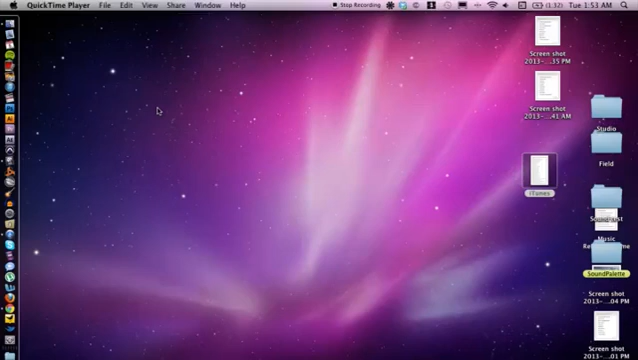 QuickTime Player File Edit View Share Window Help
Stop Recording (1:32) Tue 1:53 AM
Screen shot
2013-...35 PM
Screen shot
2013-...41 AM
Studio
Field
iTunes
Music
SoundPalette
Screen shot
2013-...04 PM
Screen shot
2013-...01 PM